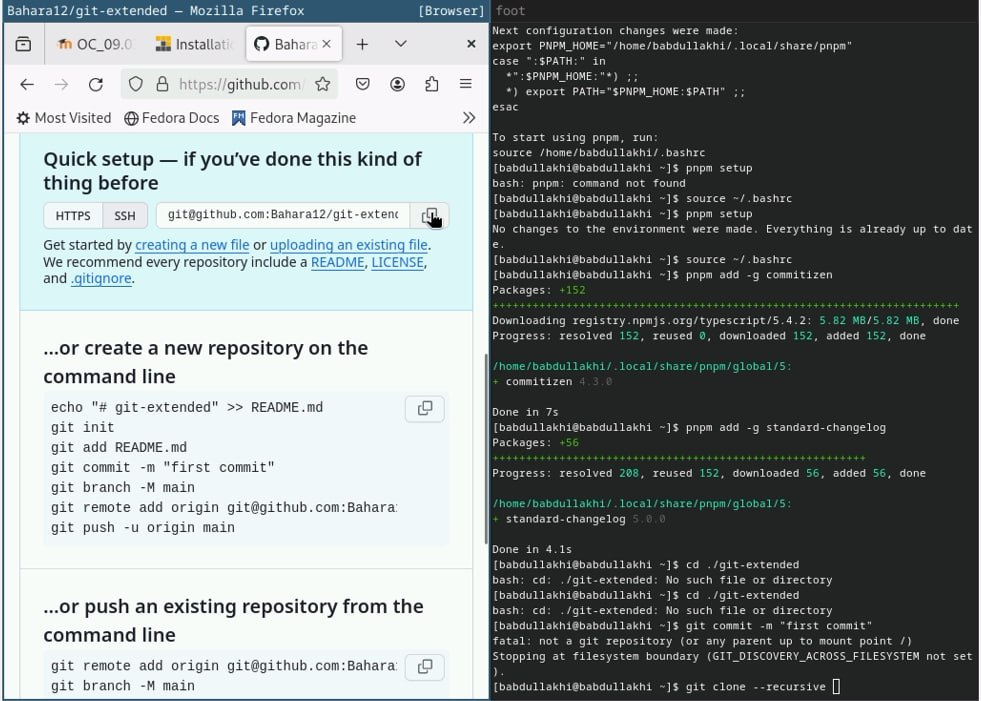 Bahara12/git-extended — Mozilla Firefox [Browser]
OC_09.0
Installati
Bahara
https://github.com/
Most Visited Fedora Docs Fedora Magazine
Quick setup — if you’ve done this kind of
thing before
HTTPS SSH git@github.com:Bahara12/git-extend
Get started by creating a new file or uploading an existing file.
We recommend every repository include a README, LICENSE,
and .gitignore.
…or create a new repository on the
command line
echo "# git-extended" >> README.md
git init
git add README.md
git commit -m "first commit"
git branch -M main
git remote add origin git@github.com:Bahara
git push -u origin main
…or push an existing repository from the
command line
git remote add origin git@github.com:Bahara
git branch -M main
foot
Next configuration changes were made:
export PNPM_HOME="/home/babdullakhi/.local/share/pnpm"
case ":$PATH:" in
*":$PNPM_HOME:"*) ;;
*) export PATH="$PNPM_HOME:$PATH" ;;
esac
To start using pnpm, run:
source /home/babdullakhi/.bashrc
[babdullakhi@babdullakhi ~]$ pnpm setup
bash: pnpm: command not found
[babdullakhi@babdullakhi ~]$ source ~/.bashrc
[babdullakhi@babdullakhi ~]$ pnpm setup
No changes to the environment were made. Everything is already up to dat
e.
[babdullakhi@babdullakhi ~]$ source ~/.bashrc
[babdullakhi@babdullakhi ~]$ pnpm add -g commitizen
Packages: +152
++++++++++++++++++++++++++++++++++++++++++++++++++++++++++++++++++++++
Downloading registry.npmjs.org/typescript/5.4.2: 5.82 MB/5.82 MB, done
Progress: resolved 152, reused 0, downloaded 152, added 152, done
/home/babdullakhi/.local/share/pnpm/global/5:
+ commitizen 4.3.0
Done in 7s
[babdullakhi@babdullakhi ~]$ pnpm add -g standard-changelog
Packages: +56
++++++++++++++++++++++++++++++++++++++++++++++++++++++++
Progress: resolved 208, reused 152, downloaded 56, added 56, done
/home/babdullakhi/.local/share/pnpm/global/5:
+ standard-changelog 5.0.0
Done in 4.1s
[babdullakhi@babdullakhi ~]$ cd ./git-extended
bash: cd: ./git-extended: No such file or directory
[babdullakhi@babdullakhi ~]$ cd ./git-extended
bash: cd: ./git-extended: No such file or directory
[babdullakhi@babdullakhi ~]$ git commit -m "first commit"
fatal: not a git repository (or any parent up to mount point /)
Stopping at filesystem boundary (GIT_DISCOVERY_ACROSS_FILESYSTEM not set
).
[babdullakhi@babdullakhi ~]$ git clone --recursive